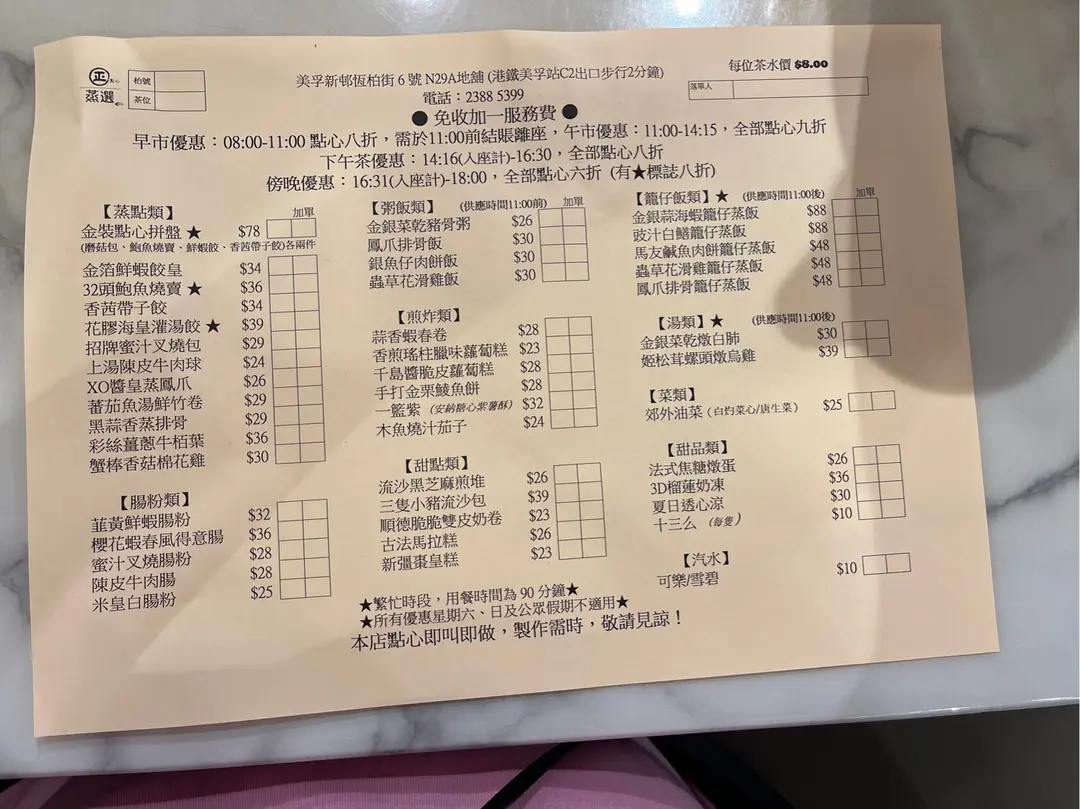 正 點心
蒸選
枱號
茶位
美孚新邨恆柏街 6 號 N29A地舖 (港鐵美孚站C2出口步行2分鐘)
電話：2388 5399
每位茶水價 $8.00
落單人
● 免收加一服務費 ●
早市優惠：08:00-11:00 點心八折，需於11:00前結賬離座，午市優惠：11:00-14:15，全部點心九折
下午茶優惠：14:16(入座計)-16:30，全部點心八折
傍晚優惠：16:31(入座計)-18:00，全部點心六折 (有★標誌八折)
【蒸點類】 加單
金裝點心拼盤 ★ $78
(磨菇包、鮑魚燒賣、鮮蝦餃、香茜帶子餃)各兩件
金箔鮮蝦餃皇 $34
32頭鮑魚燒賣 ★ $36
香茜帶子餃 $34
花膠海皇灌湯餃 ★ $39
招牌蜜汁叉燒包 $29
上湯陳皮牛肉球 $24
XO醬皇蒸鳳爪 $26
蕃茄魚湯鮮竹卷 $29
黑蒜香蒸排骨 $29
彩絲薑蔥牛栢葉 $36
蟹棒香菇棉花雞 $30
【腸粉類】
韮黃鮮蝦腸粉 $32
櫻花蝦春風得意腸 $36
蜜汁叉燒腸粉 $28
陳皮牛肉腸 $28
米皇白腸粉 $25
【粥飯類】 (供應時間11:00前) 加單
金銀菜乾豬骨粥 $26
鳳爪排骨飯 $30
銀魚仔肉餅飯 $30
蟲草花滑雞飯 $30
【煎炸類】
蒜香蝦春卷 $28
香煎瑤柱臘味蘿蔔糕 $23
千島醬脆皮蘿蔔糕 $28
手打金栗鯪魚餅 $28
一籃紫 (安納糖心紫薯酥) $32
木魚燒汁茄子 $24
【甜點類】
流沙黑芝麻煎堆 $26
三隻小豬流沙包 $39
順德脆脆雙皮奶卷 $23
古法馬拉糕 $26
新疆棗皇糕 $23
【籠仔飯類】★ (供應時間11:00後) 加單
金銀蒜海蝦籠仔蒸飯 $88
豉汁白鱔籠仔蒸飯 $88
馬友鹹魚肉餅籠仔蒸飯 $48
蟲草花滑雞籠仔蒸飯 $48
鳳爪排骨籠仔蒸飯 $48
【湯類】★ (供應時間11:00後)
金銀菜乾燉白肺 $30
姬松茸螺頭燉烏雞 $39
【菜類】
郊外油菜 (白灼菜心/唐生菜) $25
【甜品類】
法式焦糖燉蛋 $26
3D榴蓮奶凍 $36
夏日透心涼 $30
十三么 (每隻) $10
【汽水】
可樂/雪碧 $10
★繁忙時段，用餐時間為 90 分鐘★
★所有優惠星期六、日及公眾假期不適用★
本店點心即叫即做，製作需時，敬請見諒！